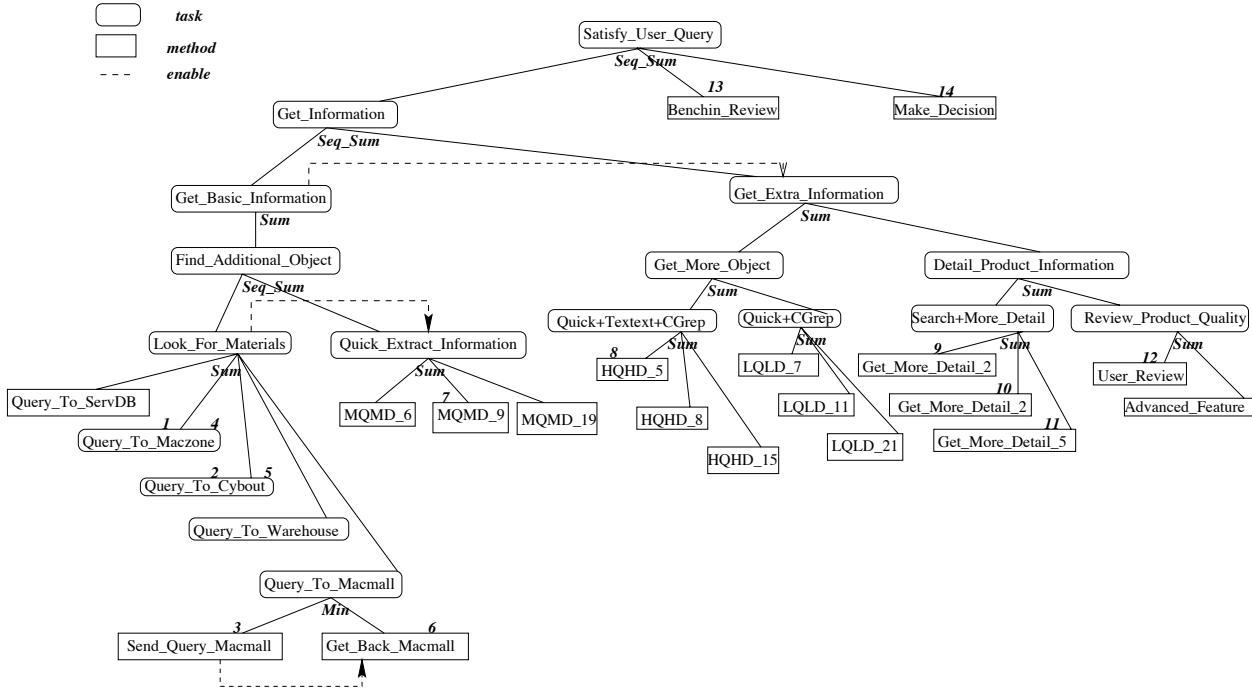 task
method
enable
Satisfy_User_Query
Seq_Sum
13
14
Benchin_Review
Make_Decision
Get_Information
Seq_Sum
Get_Basic_Information
Get_Extra_Information
Sum
Sum
Find_Additional_Object
Get_More_Object
Detail_Product_Information
Seq_Sum
Sum
Sum
Look_For_Materials
Quick_Extract_Information
Quick+Textext+CGrep
Quick+CGrep
Search+More_Detail
Review_Product_Quality
Sum
Sum
Sum
Sum
Sum
Sum
8
9
12
HQHD_5
LQLD_7
Get_More_Detail_2
User_Review
Query_To_ServDB
7
10
MQMD_6
MQMD_9
MQMD_19
HQHD_8
LQLD_11
Get_More_Detail_2
Advanced_Feature
1
4
11
Query_To_Maczone
LQLD_21
Get_More_Detail_5
HQHD_15
2
5
Query_To_Cybout
Query_To_Warehouse
Query_To_Macmall
Min
3
6
Send_Query_Macmall
Get_Back_Macmall